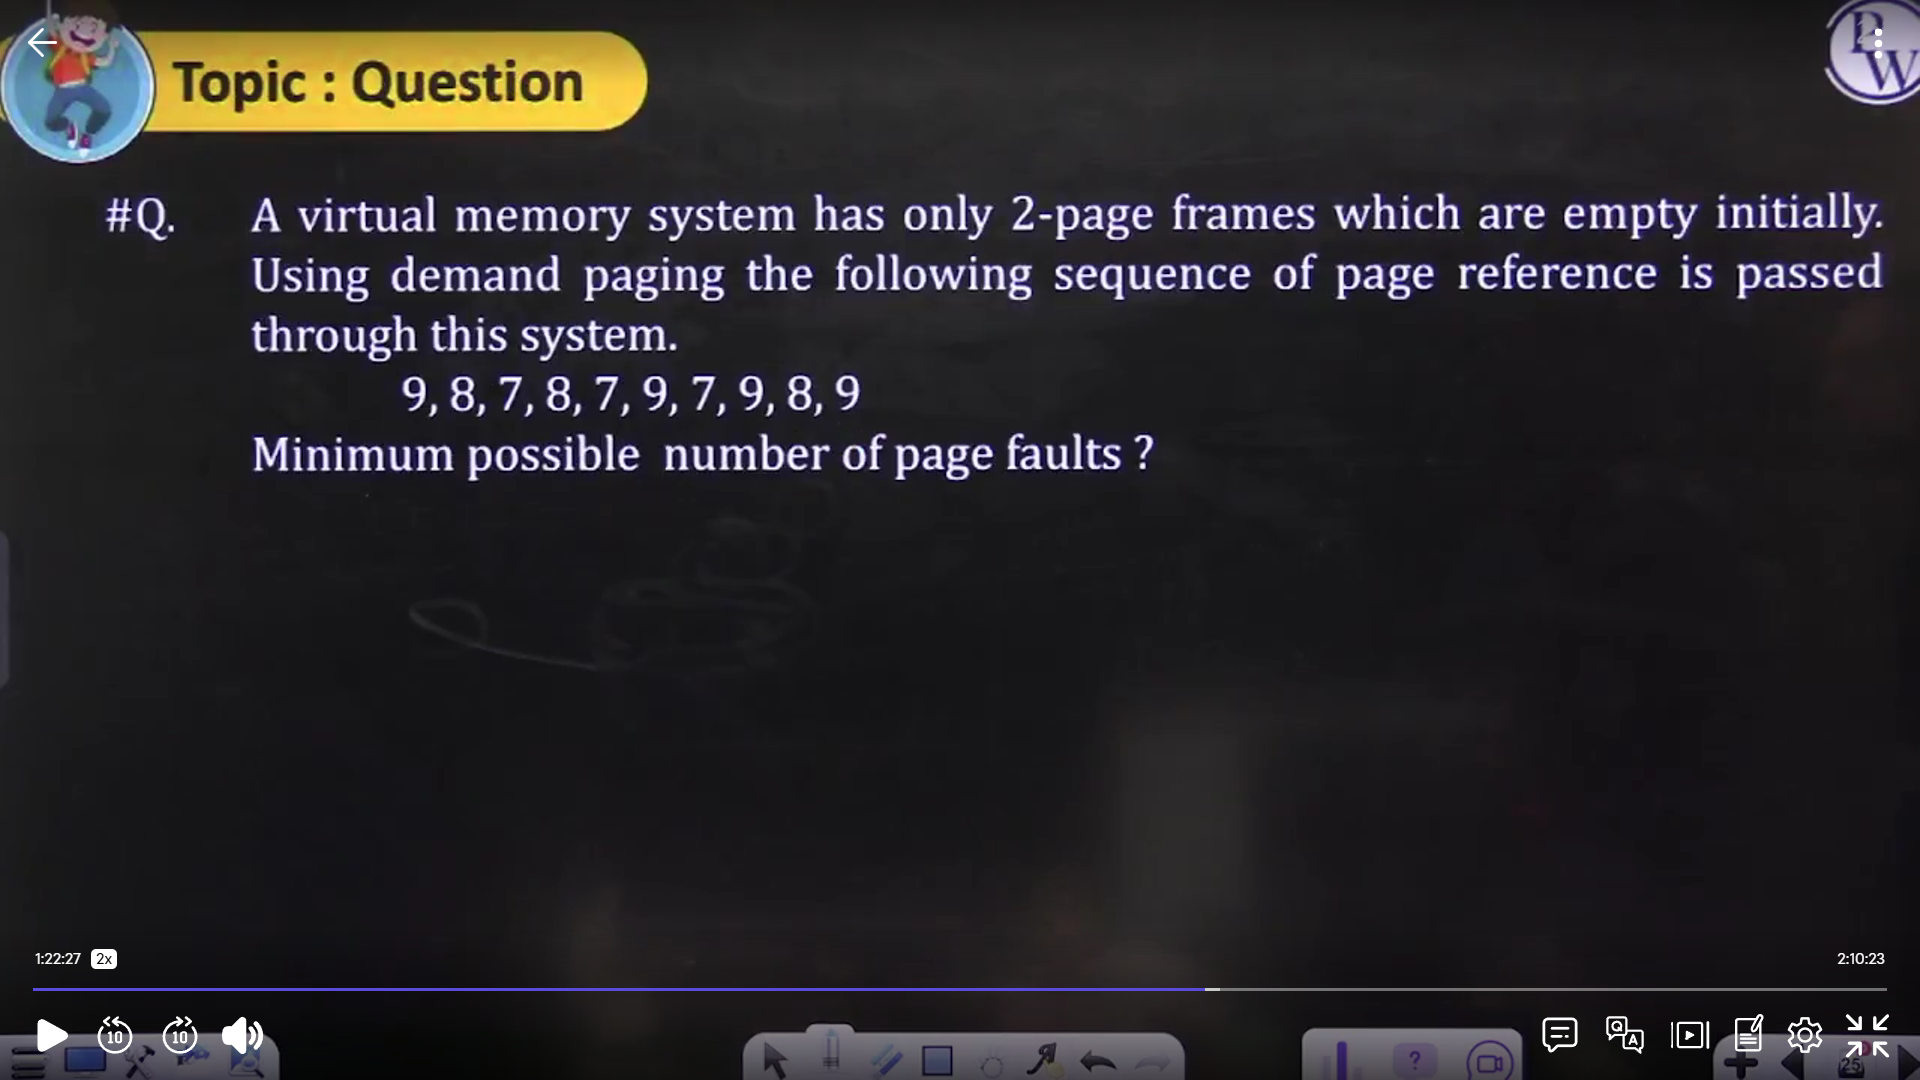 Topic : Question
PW
#Q. A virtual memory system has only 2-page frames which are empty initially.
Using demand paging the following sequence of page reference is passed
through this system.
9, 8, 7, 8, 7, 9, 7, 9, 8, 9
Minimum possible number of page faults ?
1:22:27 2x
2:10:23
10
10
Q A
?
25